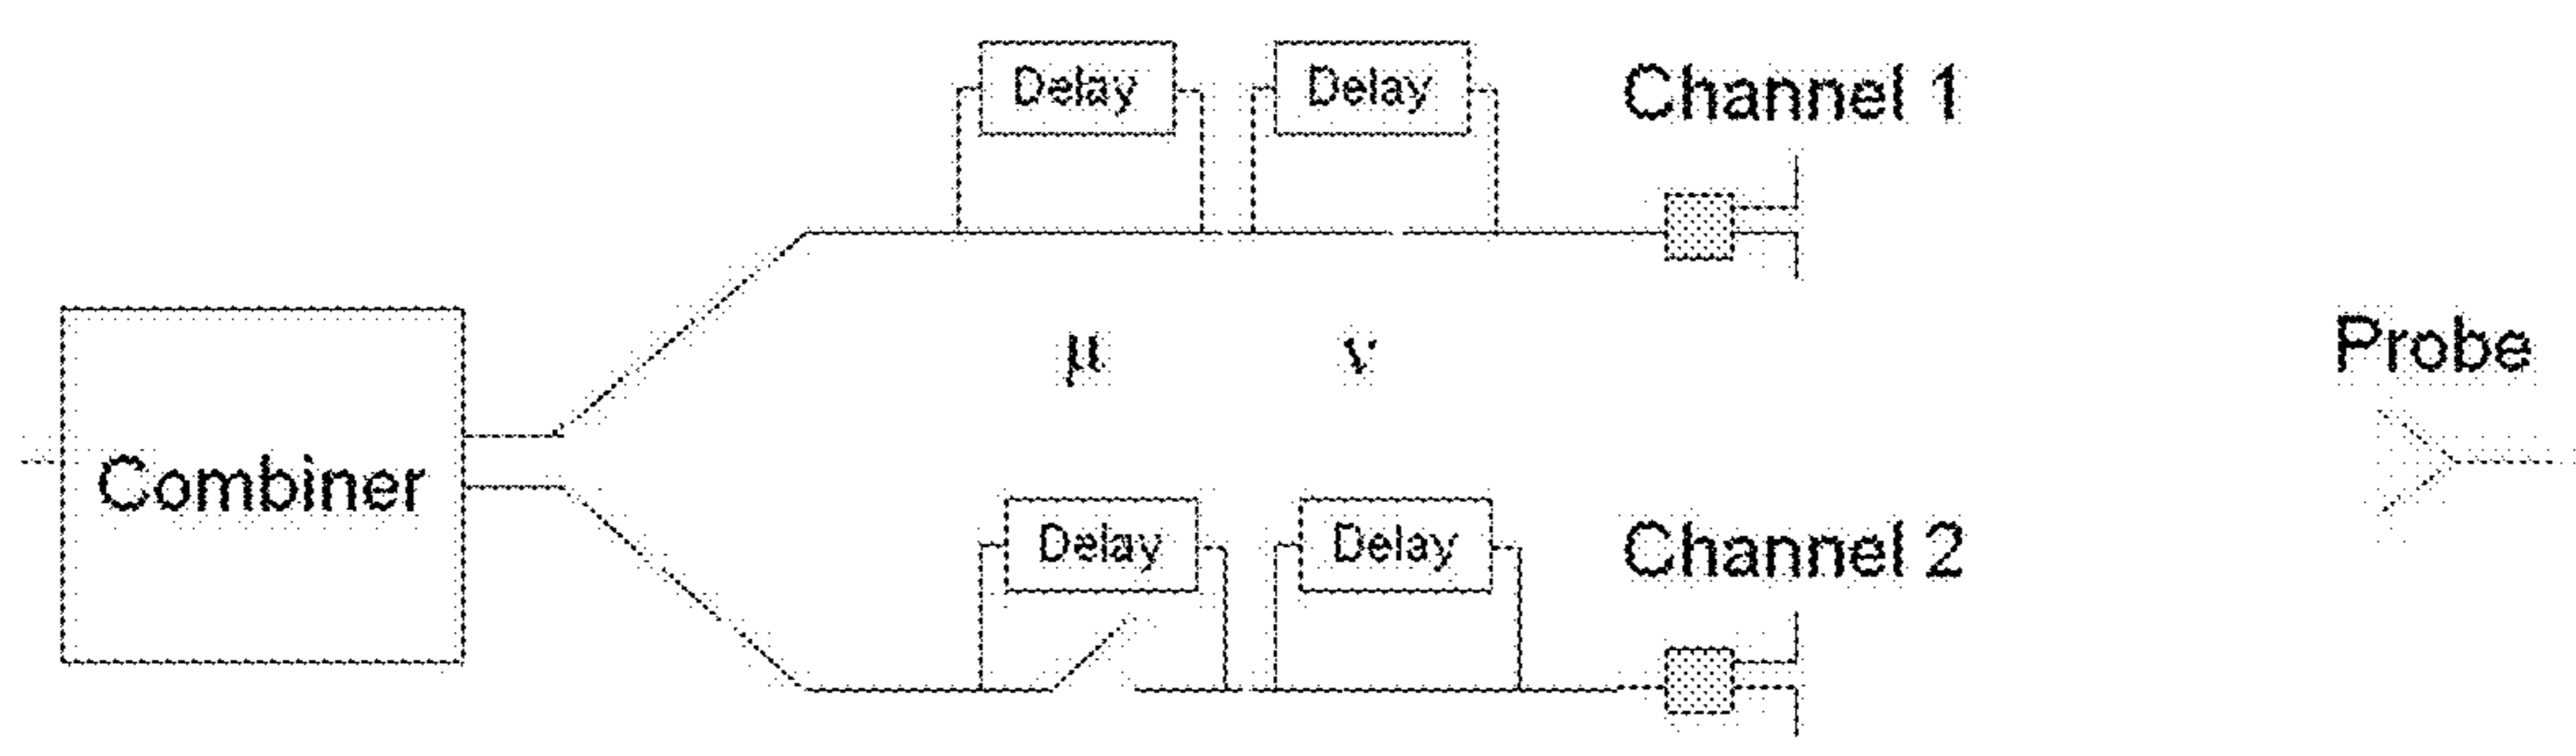 Delay Delay Channel 1
μ ν Probe
Combiner
Delay Delay Channel 2